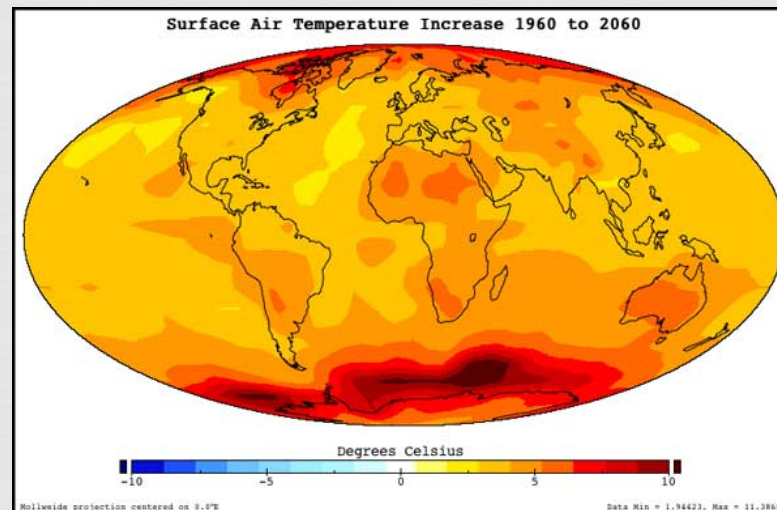 Surface Air Temperature Increase 1960 to 2060
Degrees Celsius
-10 -5 0 5 10
Mollweide projection centered on 0.0°E
Data Min = 1.94423, Max = 11.386